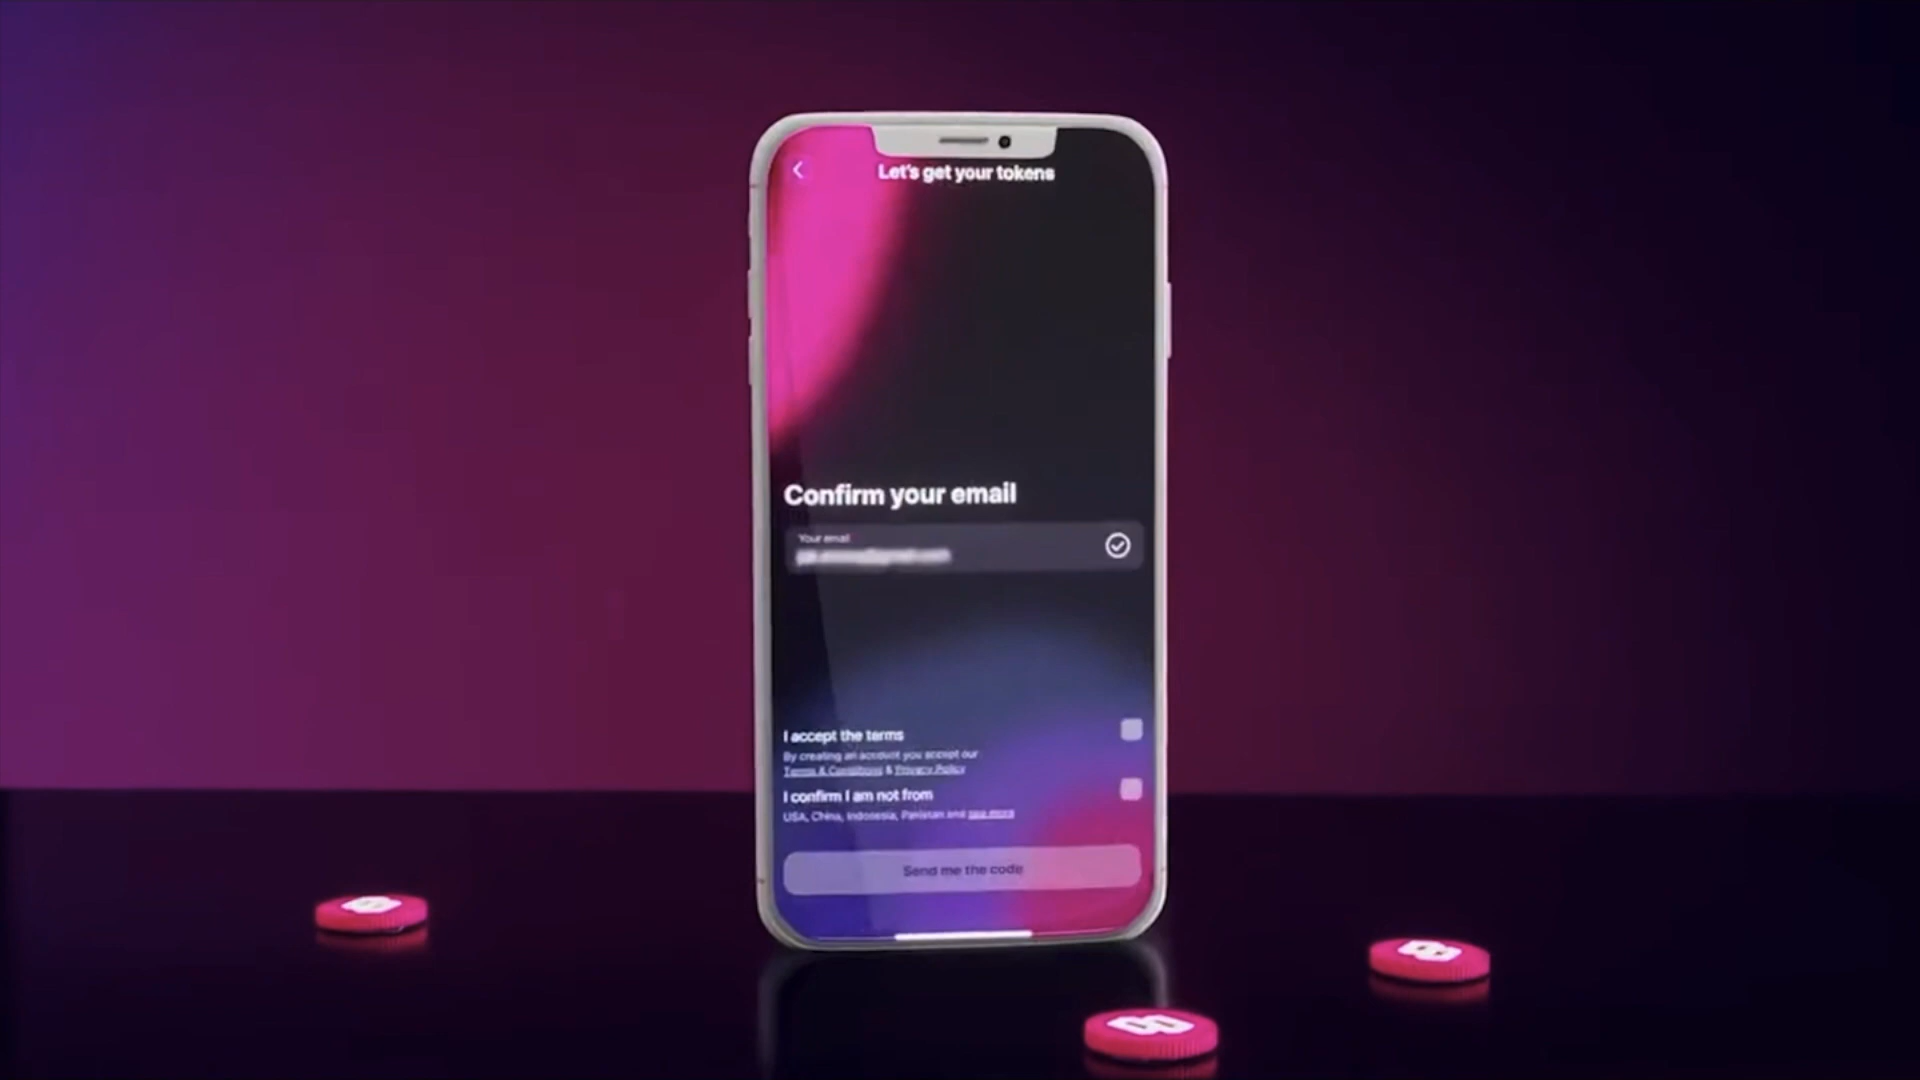 Let's get your tokens
Confirm your email
Your email
I accept the terms
By creating an account you accept our
Terms & Conditions & Privacy Policy
I confirm I am not from
USA, China, Indonesia, Pakistan and see more
Send me the code